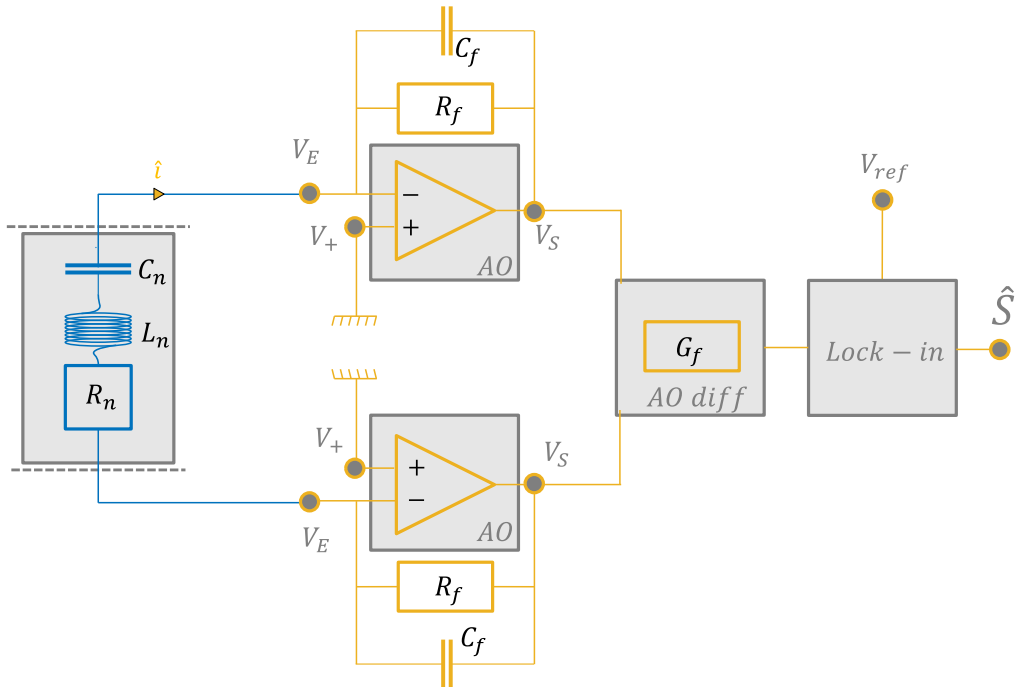 C_f
R_f
V_E
î
V_ref
−
V_+
+
V_S
AO
C_n
Ŝ
L_n
G_f
Lock − in
R_n
AO diff
V_+
+
V_S
−
V_E
AO
R_f
C_f